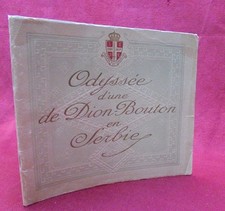 Odyssée
d'une
de Dion-Bouton
en
Serbie